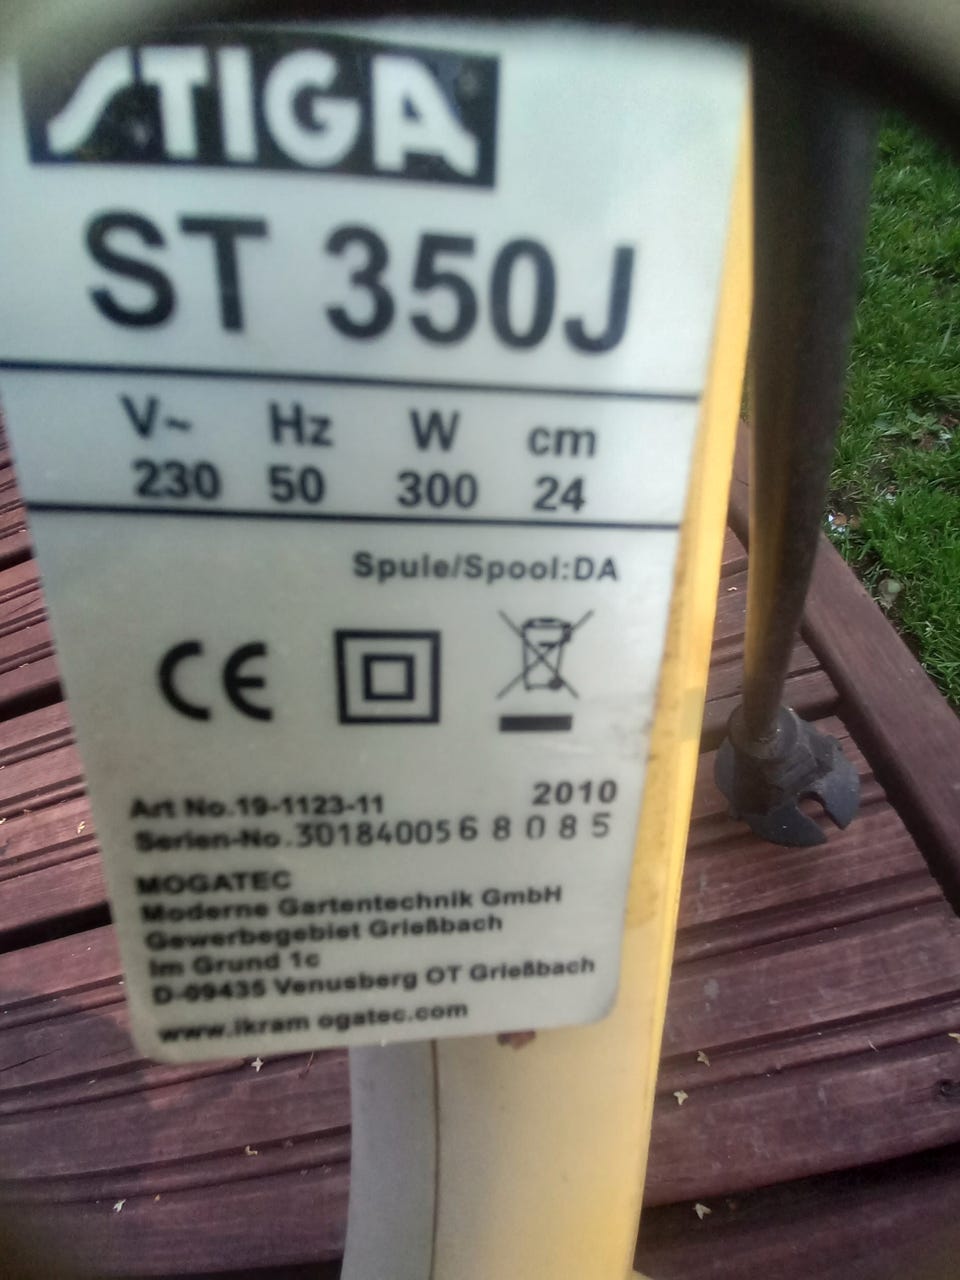 STIGA
ST 350J
V~ Hz W cm
230 50 300 24
Spule/Spool:DA
CE
Art No.19-1123-11 2010
Serien-No.30184005 6 8 0 8 5
MOGATEC
Moderne Gartentechnik GmbH
Gewerbegebiet Grießbach
Im Grund 1c
D-09435 Venusberg OT Grießbach
www.ikram ogatec.com